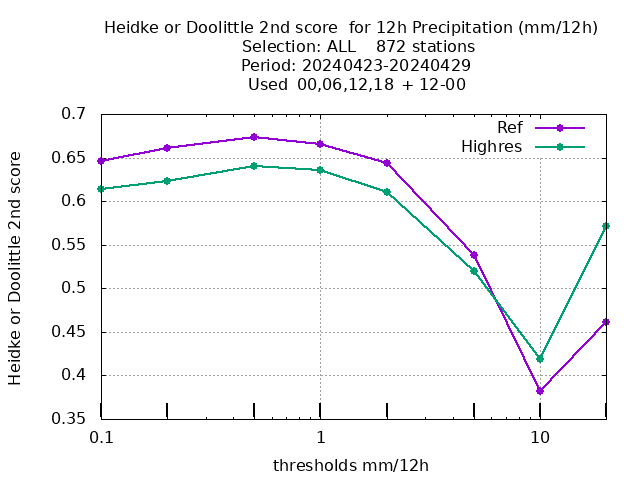 Heidke or Doolittle 2nd score  for 12h Precipitation (mm/12h)
Selection: ALL    872 stations
Period: 20240423-20240429
Used  00,06,12,18  + 12-00
Ref
Highres
0.7
0.65
0.6
0.55
0.5
0.45
0.4
0.35
Heidke or Doolittle 2nd score
0.1
1
10
thresholds mm/12h